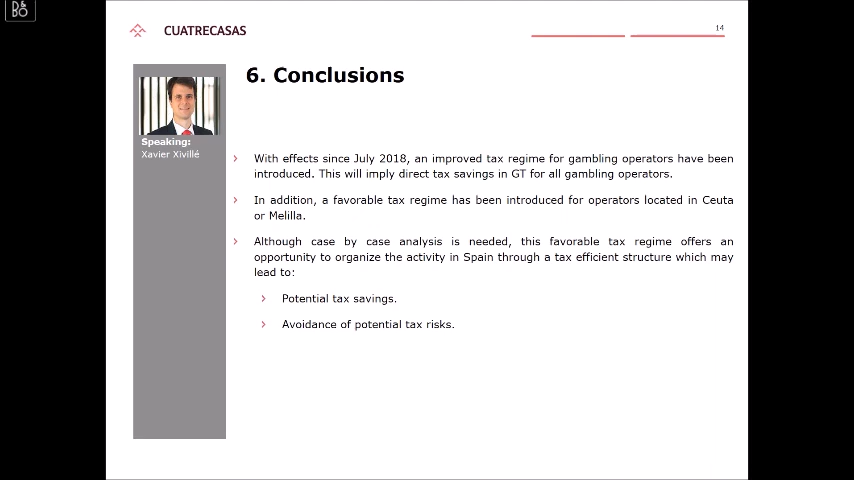 B&O
CUATRECASAS
14
6. Conclusions
Speaking:
Xavier Xivillé
With effects since July 2018, an improved tax regime for gambling operators have been
introduced. This will imply direct tax savings in GT for all gambling operators.
In addition, a favorable tax regime has been introduced for operators located in Ceuta
or Melilla.
Although case by case analysis is needed, this favorable tax regime offers an
opportunity to organize the activity in Spain through a tax efficient structure which may
lead to:
Potential tax savings.
Avoidance of potential tax risks.